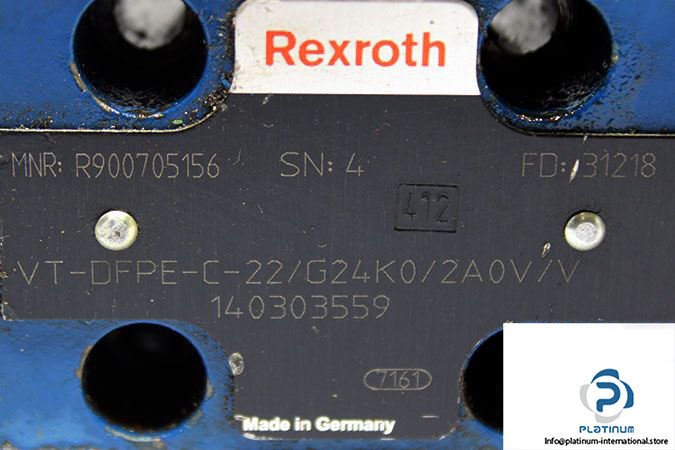 Rexroth
MNR: R900705156 SN: 4 FD: 31218
412
VT-DFPE-C-22/G24K0/2A0V/V
140303559
7161
Made in Germany
PLATINUM
info@platinum-international.store